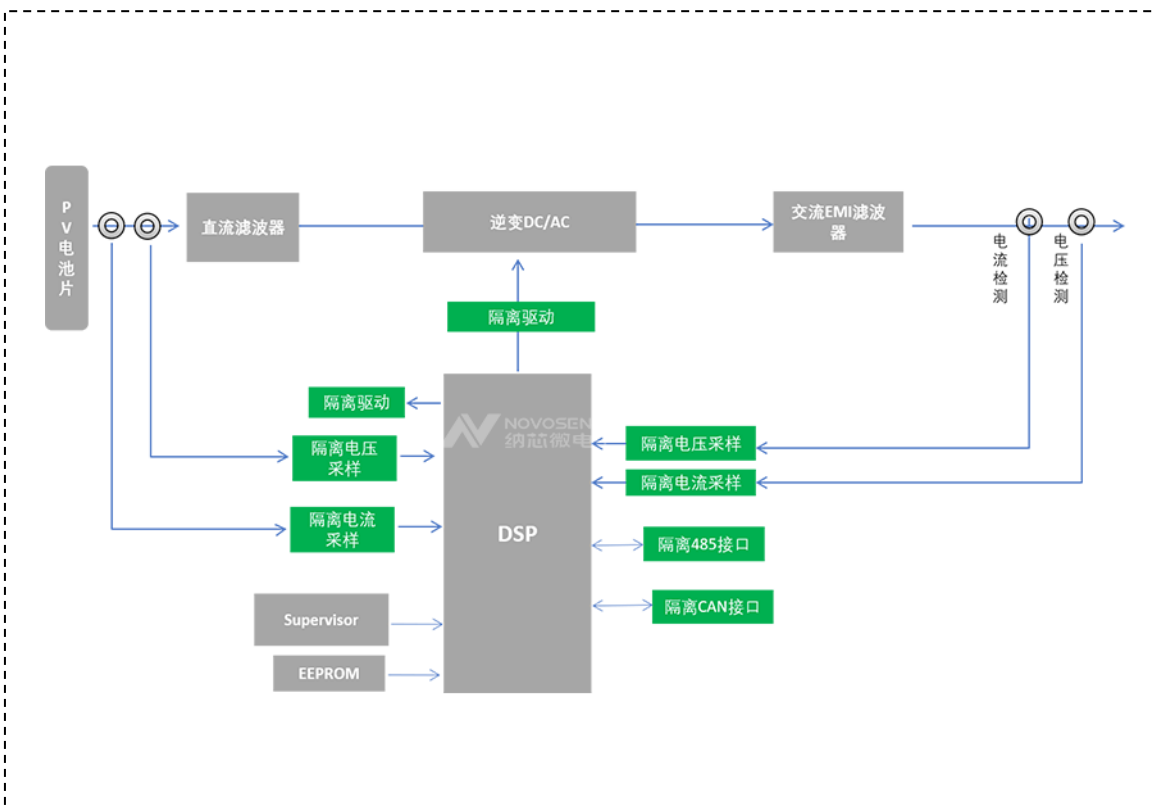 PV电池片
直流滤波器
逆变DC/AC
交流EMI滤波
器
电流检测
电压检测
隔离驱动
隔离驱动
NOVOSEN
纳芯微电
隔离电压
采样
隔离电压采样
隔离电流采样
隔离电流
采样
DSP
隔离485接口
隔离CAN接口
Supervisor
EEPROM